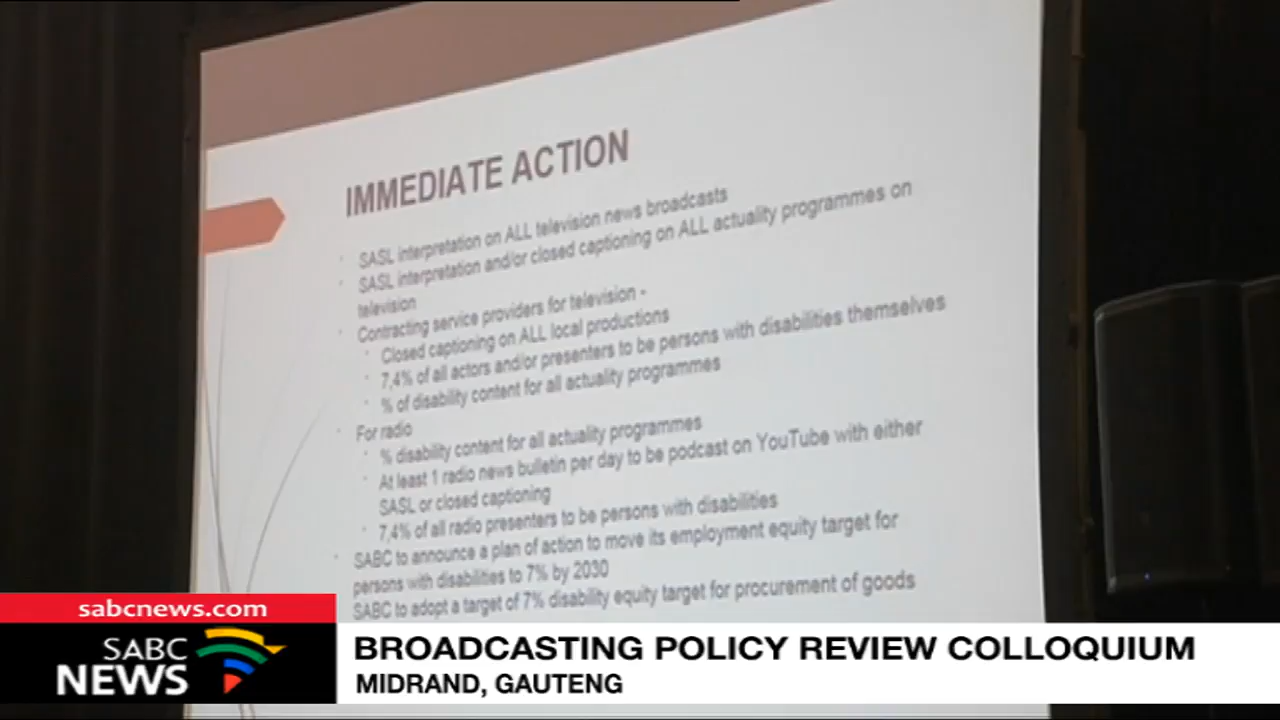 IMMEDIATE ACTION
SASL interpretation on ALL television news broadcasts
SASL interpretation and/or closed captioning on ALL actuality programmes on
television
Contracting service providers for television -
Closed captioning on ALL local productions
7,4% of all actors and/or presenters to be persons with disabilities themselves
% of disability content for all actuality programmes
For radio
% disability content for all actuality programmes
At least 1 radio news bulletin per day to be podcast on YouTube with either
SASL or closed captioning
7,4% of all radio presenters to be persons with disabilities
SABC to announce a plan of action to move its employment equity target for
persons with disabilities to 7% by 2030
SABC to adopt a target of 7% disability equity target for procurement of goods
sabcnews.com
SABC
NEWS
BROADCASTING POLICY REVIEW COLLOQUIUM
MIDRAND, GAUTENG